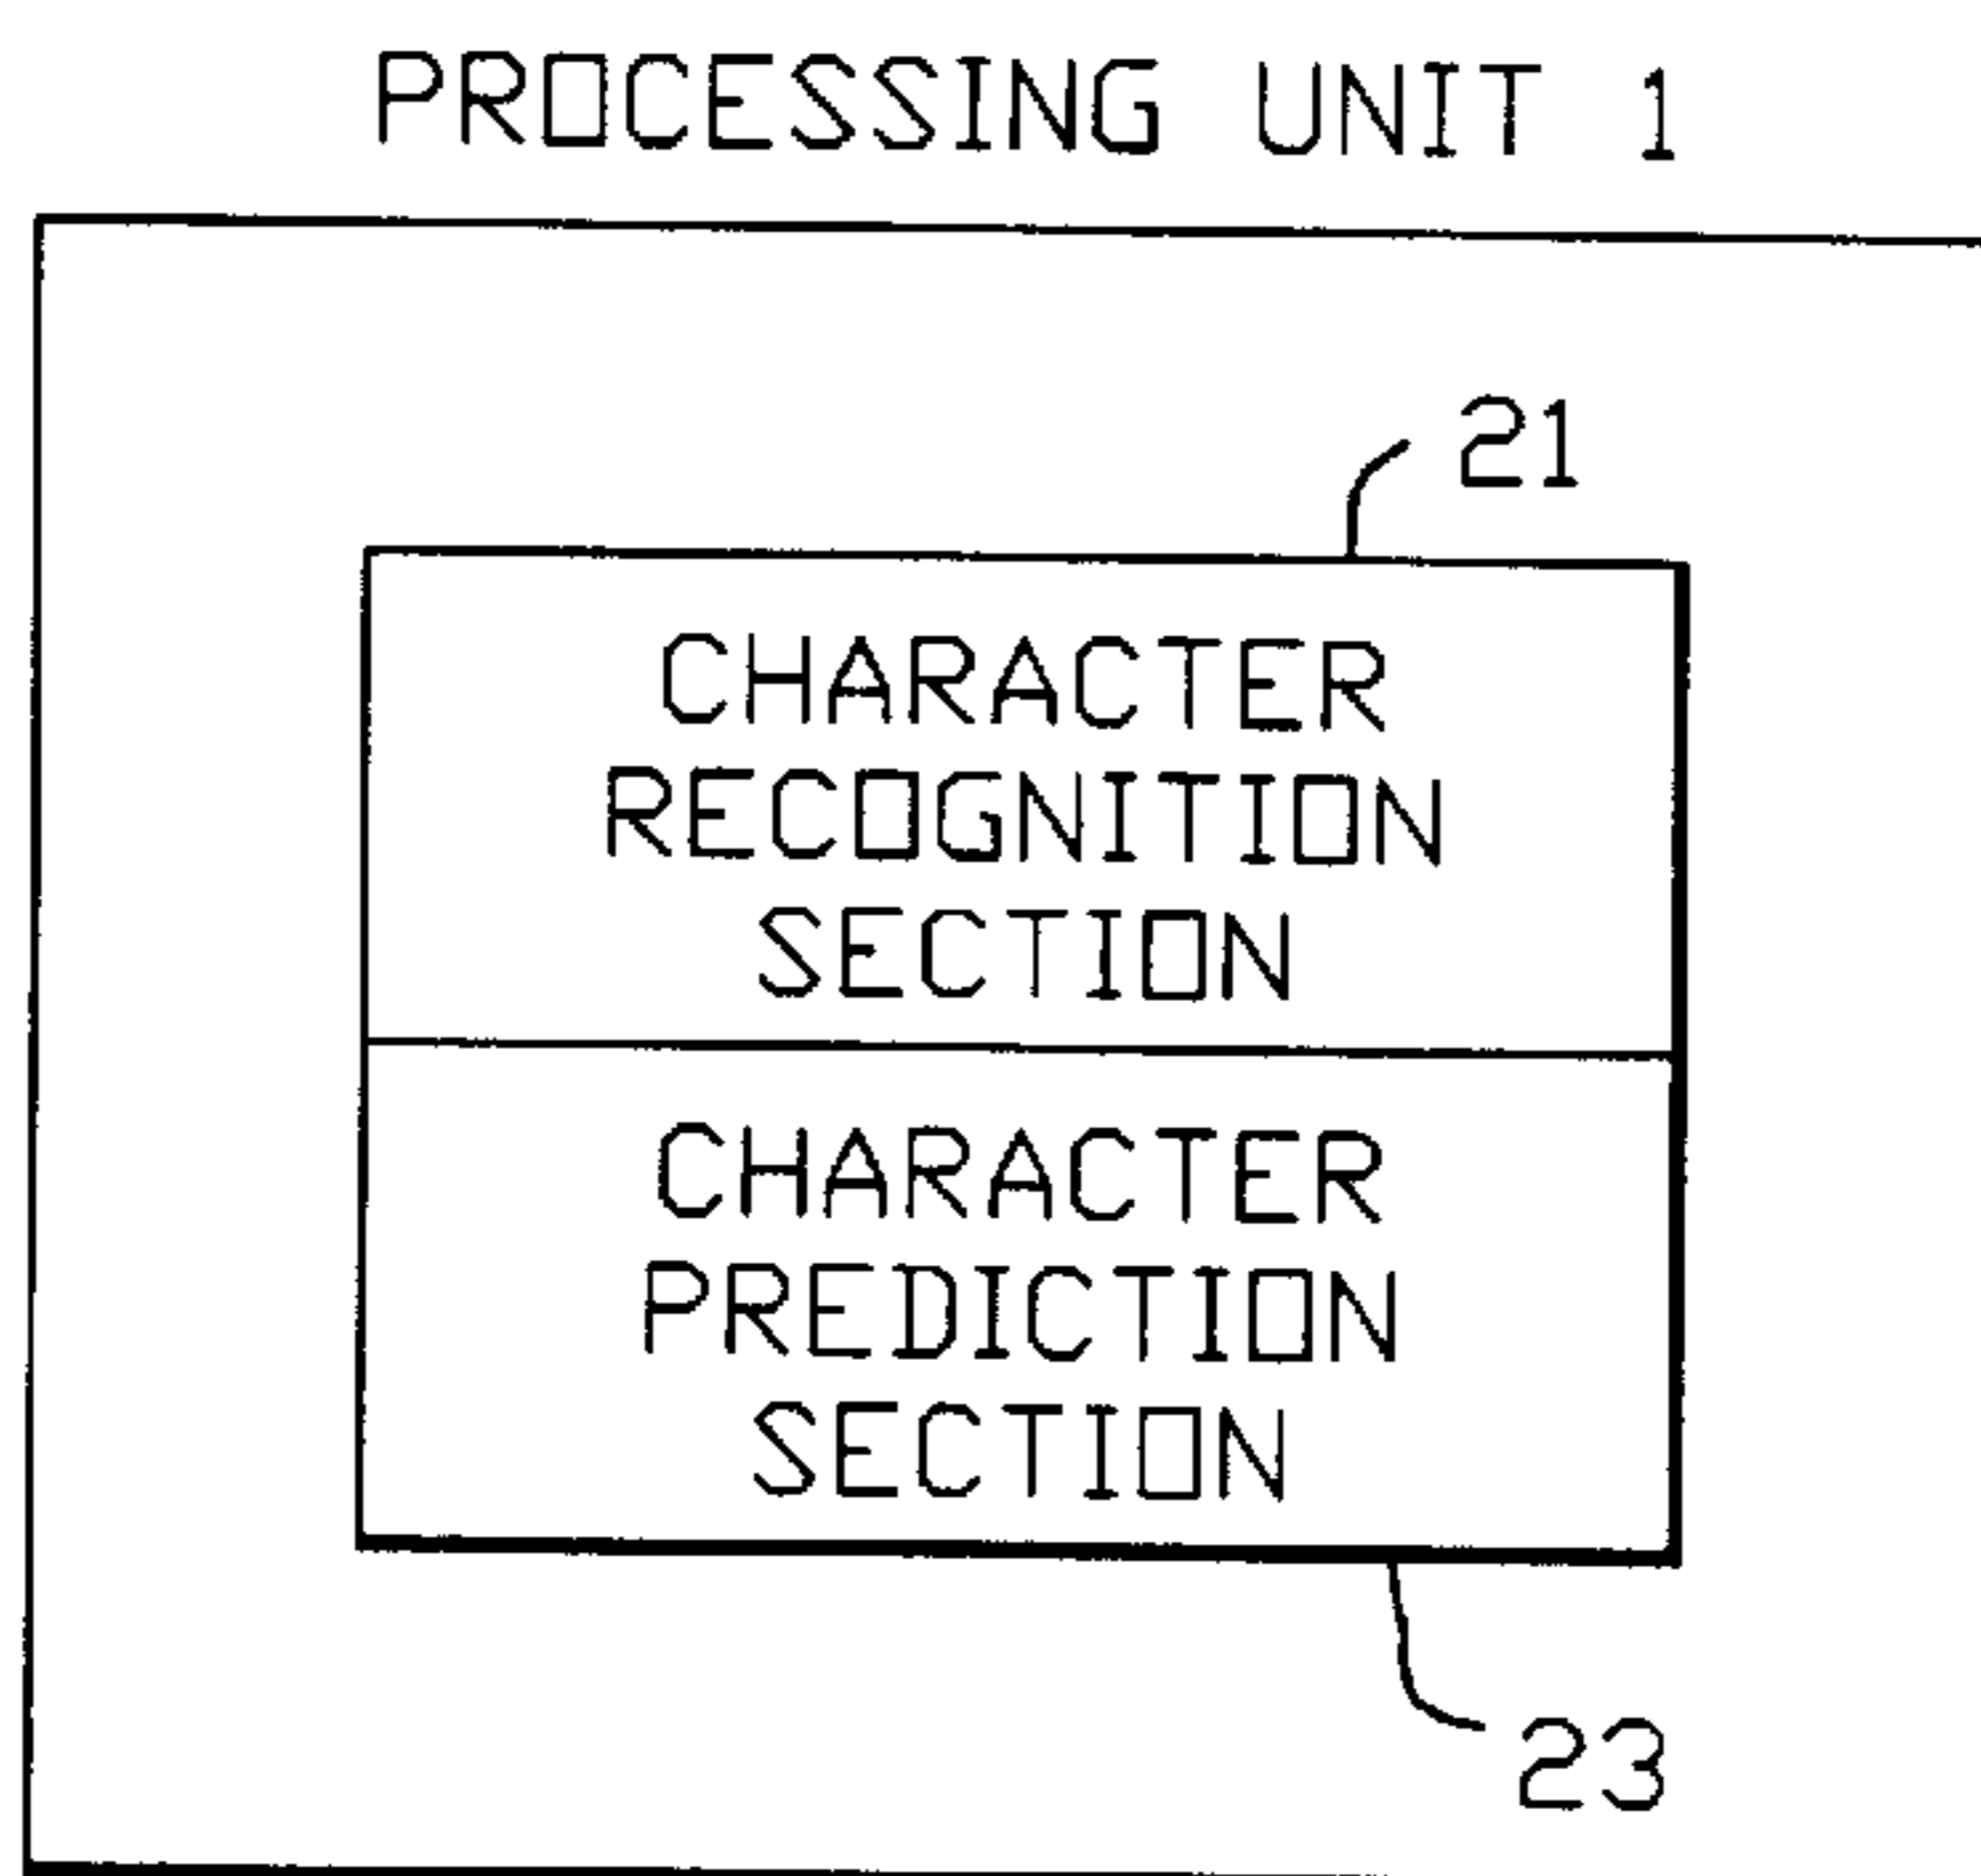 PROCESSING UNIT 1
21
CHARACTER
RECOGNITION
SECTION
CHARACTER
PREDICTION
SECTION
23